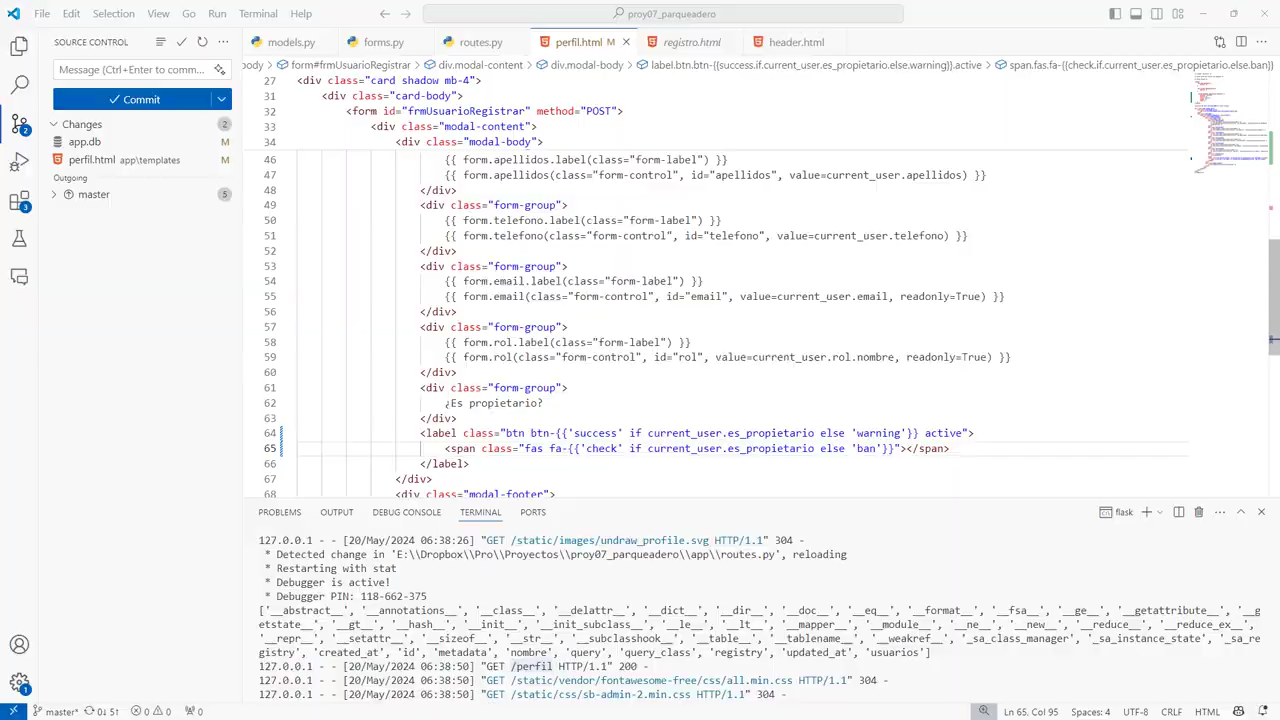 File Edit Selection View Go Run Terminal Help
proy07_parqueadero
SOURCE CONTROL
models.py forms.py routes.py perfil.html M registro.html header.html
body form#frmUsuarioRegistrar div.modal-content div.modal-body label.btn.btn-{{success.if.current_user.es_propietario.else.warning}}.active span.fas.fa-{{check.if.current_user.es_propietario.else.ban}}
Message (Ctrl+Enter to comm...
Commit
Changes 2
app.db M
perfil.html app\templates M
Outgoing
master 5
27 <div class="card shadow mb-4">
31 <div class="card-body">
32 <form id="frmUsuarioRegistrar" method="POST">
33 <div class="modal-content">
34 <div class="modal-body">
46 {{ form.apellidos.label(class="form-label") }}
47 {{ form.apellidos(class="form-control", id="apellidos", value=current_user.apellidos) }}
48 </div>
49 <div class="form-group">
50 {{ form.telefono.label(class="form-label") }}
51 {{ form.telefono(class="form-control", id="telefono", value=current_user.telefono) }}
52 </div>
53 <div class="form-group">
54 {{ form.email.label(class="form-label") }}
55 {{ form.email(class="form-control", id="email", value=current_user.email, readonly=True) }}
56 </div>
57 <div class="form-group">
58 {{ form.rol.label(class="form-label") }}
59 {{ form.rol(class="form-control", id="rol", value=current_user.rol.nombre, readonly=True) }}
60 </div>
61 <div class="form-group">
62 ¿Es propietario?
63 </div>
64 <label class="btn btn-{{'success' if current_user.es_propietario else 'warning'}} active">
65 <span class="fas fa-{{'check' if current_user.es_propietario else 'ban'}}"></span>
66 </label>
67 </div>
68 <div class="modal-footer">
PROBLEMS OUTPUT DEBUG CONSOLE TERMINAL PORTS
flask
127.0.0.1 - - [20/May/2024 06:38:26] "GET /static/images/undraw_profile.svg HTTP/1.1" 304 -
* Detected change in 'E:\\Dropbox\\Pro\\Proyectos\\proy07_parqueadero\\app\\routes.py', reloading
* Restarting with stat
* Debugger is active!
* Debugger PIN: 118-662-375
['__abstract__', '__annotations__', '__class__', '__delattr__', '__dict__', '__dir__', '__doc__', '__eq__', '__format__', '__fsa__', '__ge__', '__getattribute__', '__g
etstate__', '__gt__', '__hash__', '__init__', '__init_subclass__', '__le__', '__lt__', '__mapper__', '__module__', '__ne__', '__new__', '__reduce__', '__reduce_ex__',
'__repr__', '__setattr__', '__sizeof__', '__str__', '__subclasshook__', '__table__', '__tablename__', '__weakref__', '_sa_class_manager', '_sa_instance_state', '_sa_re
gistry', 'created_at', 'id', 'metadata', 'nombre', 'query', 'query_class', 'registry', 'updated_at', 'usuarios']
127.0.0.1 - - [20/May/2024 06:38:50] "GET /perfil HTTP/1.1" 200 -
127.0.0.1 - - [20/May/2024 06:38:50] "GET /static/vendor/fontawesome-free/css/all.min.css HTTP/1.1" 304 -
127.0.0.1 - - [20/May/2024 06:38:50] "GET /static/css/sb-admin-2.min.css HTTP/1.1" 304 -
2
3
1
master* 0↓ 5↑ 0 0 0 Ln 65, Col 95 Spaces: 4 UTF-8 CRLF HTML